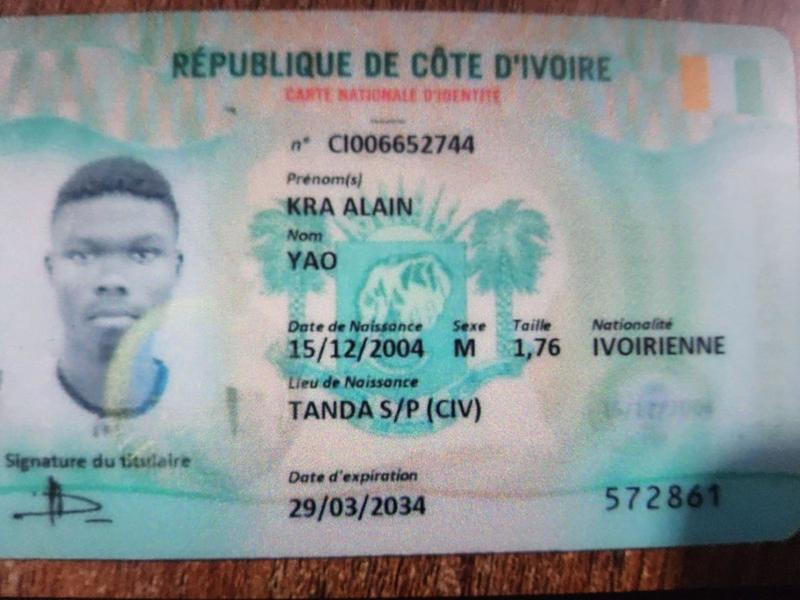 RÉPUBLIQUE DE CÔTE D'IVOIRE
CARTE NATIONALE D'IDENTITÉ
n° CI006652744
Prénom(s)
KRA ALAIN
Nom
YAO
Date de Naissance Sexe Taille Nationalité
15/12/2004 M 1,76 IVOIRIENNE
Lieu de Naissance
TANDA S/P (CIV)
Signature du titulaire
Date d'expiration
29/03/2034
572861